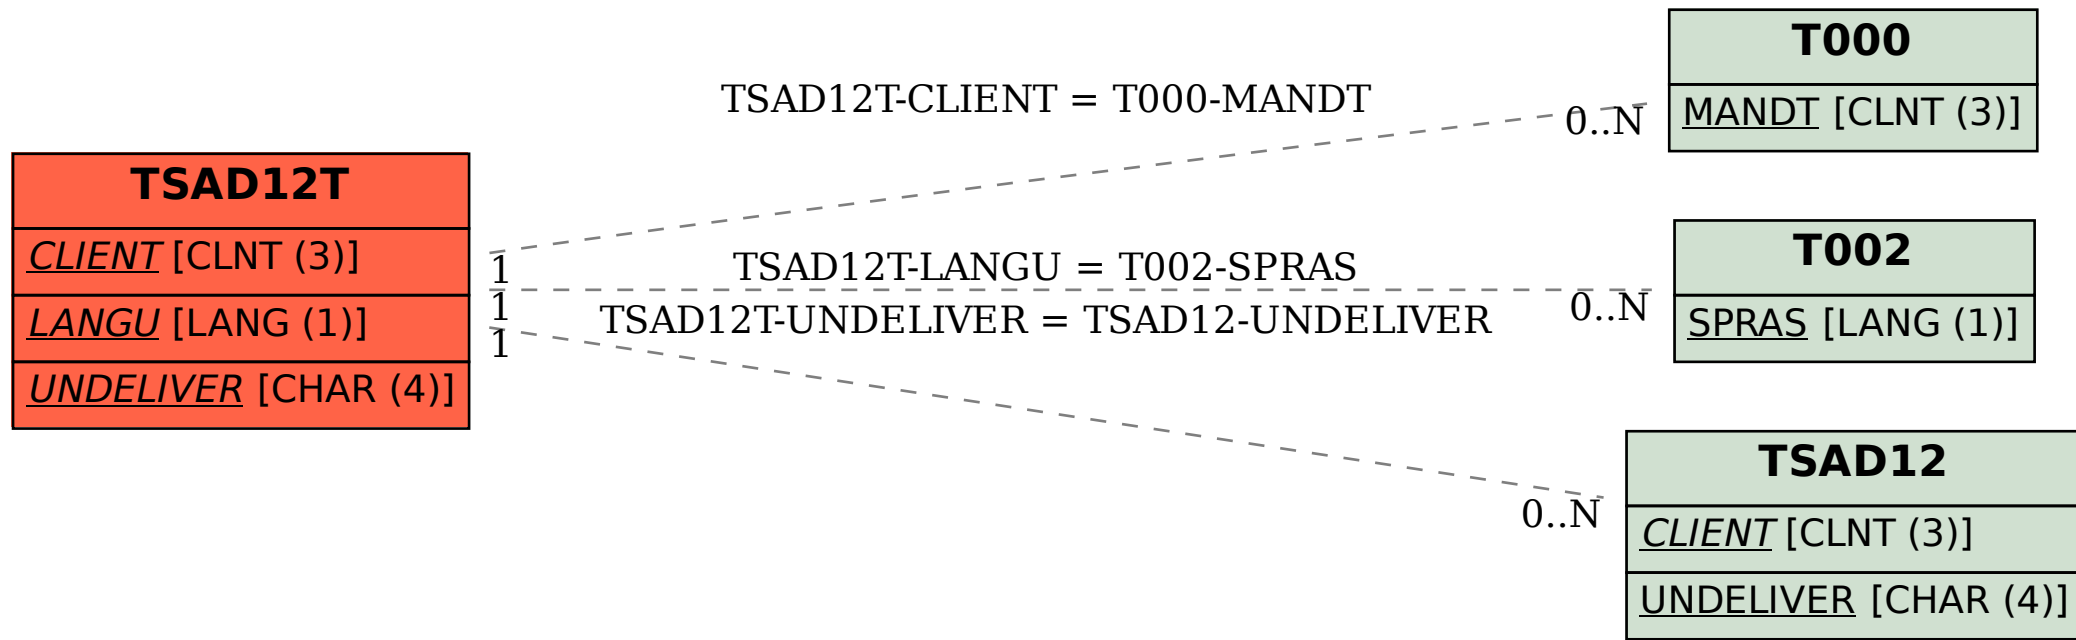 TSAD12T
CLIENT [CLNT (3)]
LANGU [LANG (1)]
UNDELIVER [CHAR (4)]
TSAD12T-CLIENT = T000-MANDT
1
0..N
TSAD12T-LANGU = T002-SPRAS
1
0..N
TSAD12T-UNDELIVER = TSAD12-UNDELIVER
1
0..N
T000
MANDT [CLNT (3)]
T002
SPRAS [LANG (1)]
TSAD12
CLIENT [CLNT (3)]
UNDELIVER [CHAR (4)]